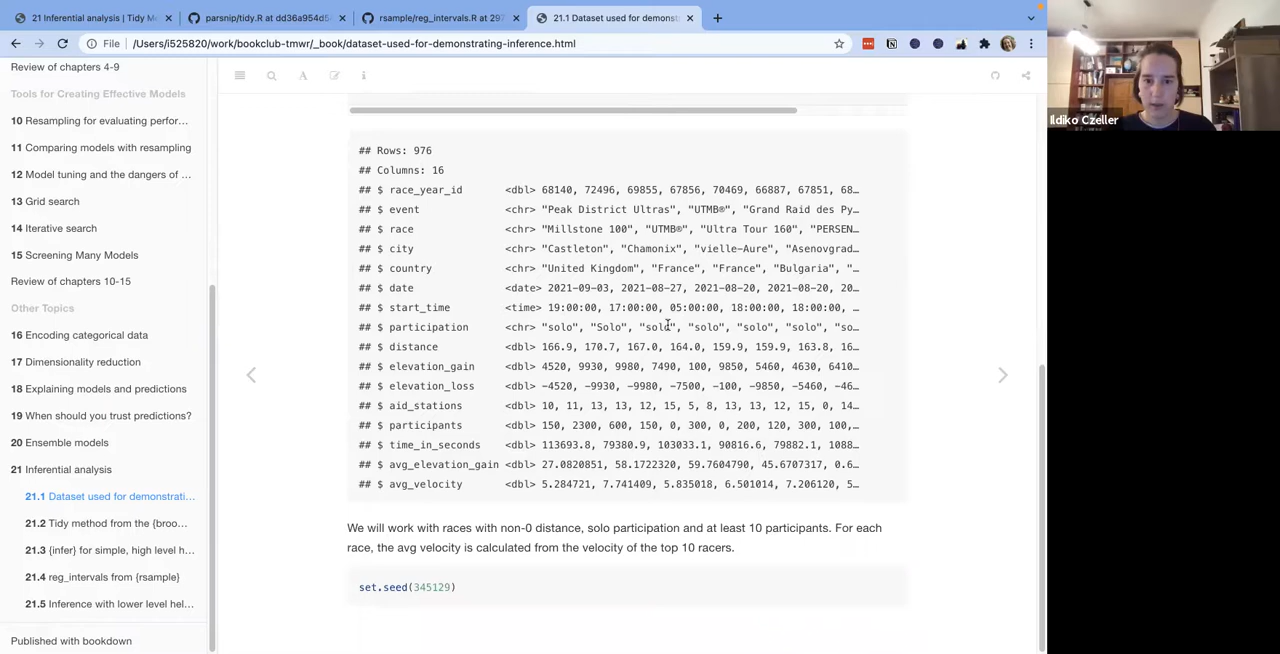 21 Inferential analysis | Tidy M
parsnip/tidy.R at dd36a954d5
rsample/reg_intervals.R at 297
21.1 Dataset used for demonst
File
/Users/i525820/work/bookclub-tmwr/_book/dataset-used-for-demonstrating-inference.html
Review of chapters 4-9
Tools for Creating Effective Models
10 Resampling for evaluating perfor…
11 Comparing models with resampling
12 Model tuning and the dangers of …
13 Grid search
14 Iterative search
15 Screening Many Models
Review of chapters 10-15
Other Topics
16 Encoding categorical data
17 Dimensionality reduction
18 Explaining models and predictions
19 When should you trust predictions?
20 Ensemble models
21 Inferential analysis
21.1 Dataset used for demonstrati…
21.2 Tidy method from the {broo…
21.3 {infer} for simple, high level h…
21.4 reg_intervals from {rsample}
21.5 Inference with lower level hel…
Published with bookdown
## Rows: 976
## Columns: 16
## $ race_year_id <dbl> 68140, 72496, 69855, 67856, 70469, 66887, 67851, 68…
## $ event <chr> "Peak District Ultras", "UTMB®", "Grand Raid des Py…
## $ race <chr> "Millstone 100", "UTMB®", "Ultra Tour 160", "PERSEN…
## $ city <chr> "Castleton", "Chamonix", "vielle-Aure", "Asenovgrad…
## $ country <chr> "United Kingdom", "France", "France", "Bulgaria", "…
## $ date <date> 2021-09-03, 2021-08-27, 2021-08-20, 2021-08-20, 20…
## $ start_time <time> 19:00:00, 17:00:00, 05:00:00, 18:00:00, 18:00:00, …
## $ participation <chr> "solo", "Solo", "solo", "solo", "solo", "solo", "so…
## $ distance <dbl> 166.9, 170.7, 167.0, 164.0, 159.9, 159.9, 163.8, 16…
## $ elevation_gain <dbl> 4520, 9930, 9980, 7490, 100, 9850, 5460, 4630, 6410…
## $ elevation_loss <dbl> -4520, -9930, -9980, -7500, -100, -9850, -5460, -46…
## $ aid_stations <dbl> 10, 11, 13, 13, 12, 15, 5, 8, 13, 13, 12, 15, 0, 14…
## $ participants <dbl> 150, 2300, 600, 150, 0, 300, 0, 200, 120, 300, 100,…
## $ time_in_seconds <dbl> 113693.8, 79380.9, 103033.1, 90816.6, 79882.1, 1088…
## $ avg_elevation_gain <dbl> 27.0820851, 58.1722320, 59.7604790, 45.6707317, 0.6…
## $ avg_velocity <dbl> 5.284721, 7.741409, 5.835018, 6.501014, 7.206120, 5…
We will work with races with non-0 distance, solo participation and at least 10 participants. For each
race, the avg velocity is calculated from the velocity of the top 10 racers.
set.seed(345129)
Ildiko Czeller